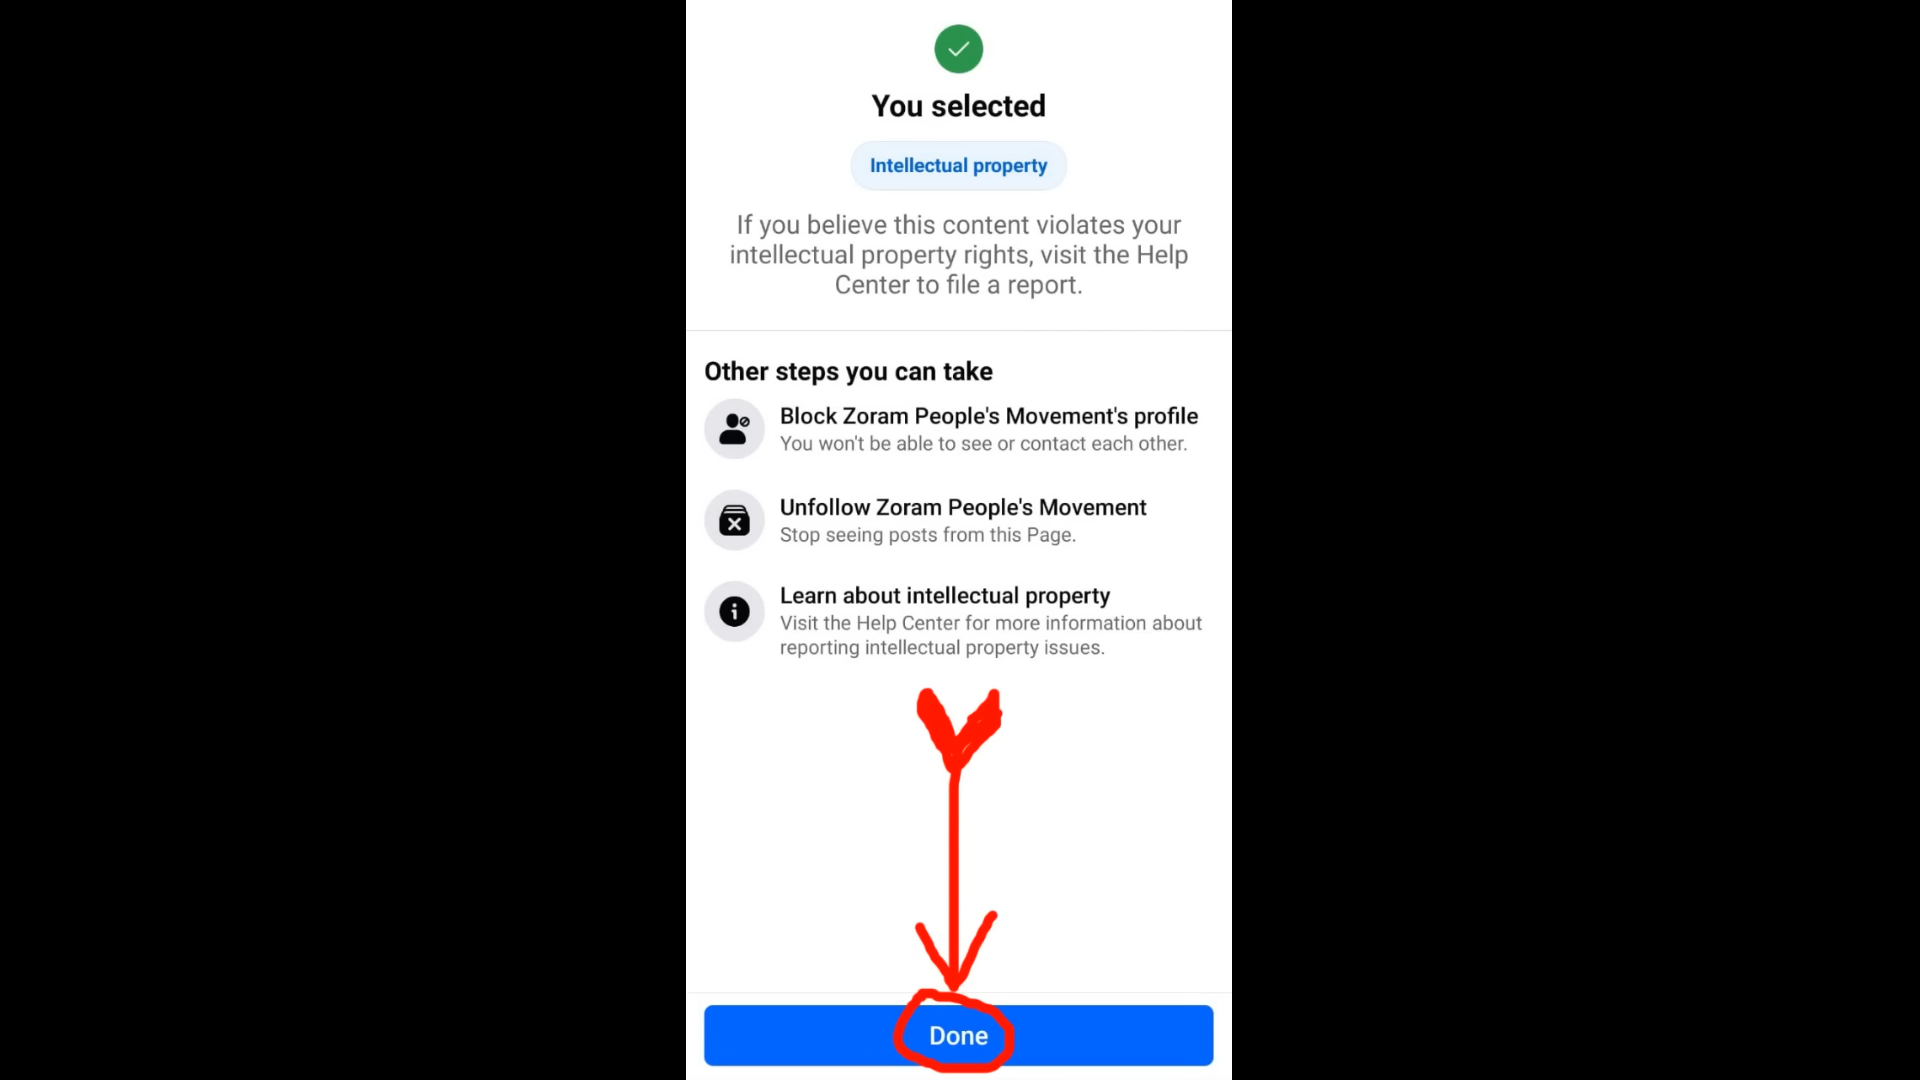 You selected
Intellectual property
If you believe this content violates your
intellectual property rights, visit the Help
Center to file a report.
Other steps you can take
Block Zoram People's Movement's profile
You won't be able to see or contact each other.
Unfollow Zoram People's Movement
Stop seeing posts from this Page.
Learn about intellectual property
Visit the Help Center for more information about
reporting intellectual property issues.
Done